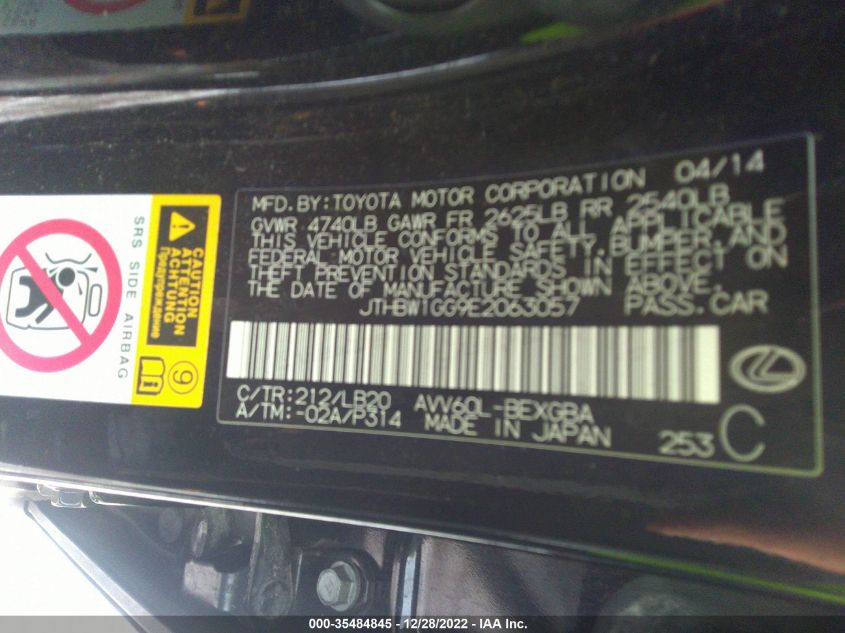 MFD. BY: TOYOTA MOTOR CORPORATION 04/14
GVWR 4740LB GAWR FR 2625LB RR 2540LB
THIS VEHICLE CONFORMS TO ALL APPLICABLE
FEDERAL MOTOR VEHICLE SAFETY, BUMPER, AND
THEFT PREVENTION STANDARDS IN EFFECT ON
THE DATE OF MANUFACTURE SHOWN ABOVE.
JTHBW1GG9E2063057 PASS.CAR
C/TR:212/LB20 AVV60L-BEXGBA
A/TM:-02A/P314 MADE IN JAPAN 253 C
SRS SIDE AIRBAG
CAUTION
ATTENTION
ACHTUNG
Предупреждение
9
000-35484845 - 12/28/2022 - IAA Inc.